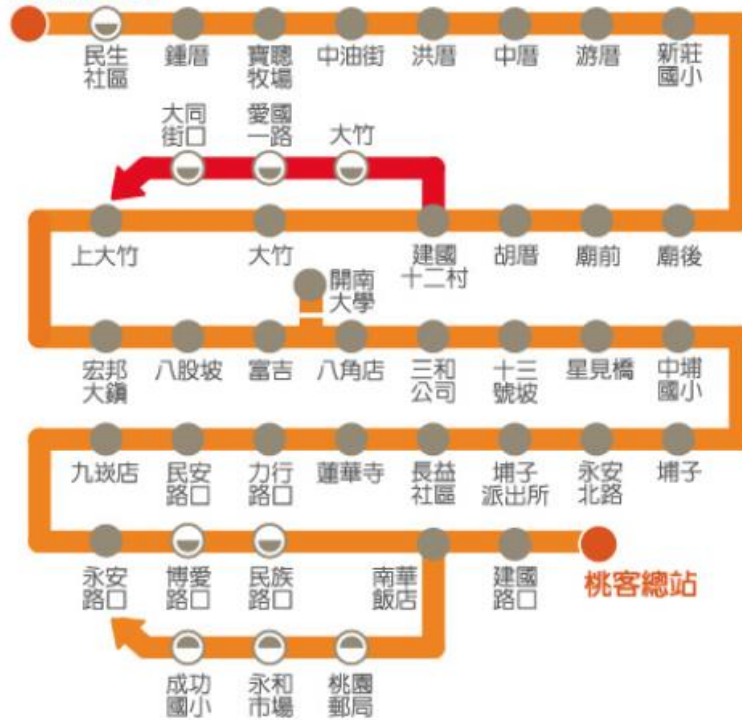 民生
社區
鍾厝
寶聰
牧場
中油街
洪厝
中厝
游厝
新莊
國小
大同
街口
愛國
一路
大竹
上大竹
大竹
建國
十二村
胡厝
廟前
廟後
開南
大學
宏邦
大鎮
八股坡
富吉
八角店
三和
公司
十三
號坡
星見橋
中埔
國小
九崁店
民安
路口
力行
路口
蓮華寺
長益
社區
埔子
派出所
永安
北路
埔子
永安
路口
博愛
路口
民族
路口
南華
飯店
建國
路口
桃客總站
成功
國小
永和
市場
桃園
郵局